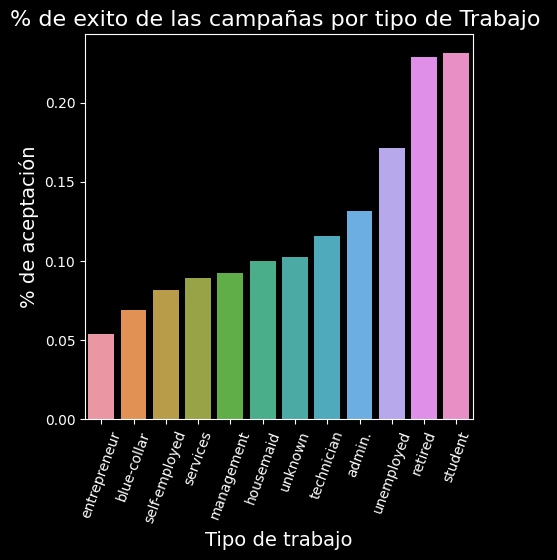 % de exito de las campañas por tipo de Trabajo
% de aceptación
0.20
0.15
0.10
0.05
0.00
entrepreneur
blue-collar
self-employed
services
management
housemaid
unknown
technician
admin.
unemployed
retired
student
Tipo de trabajo